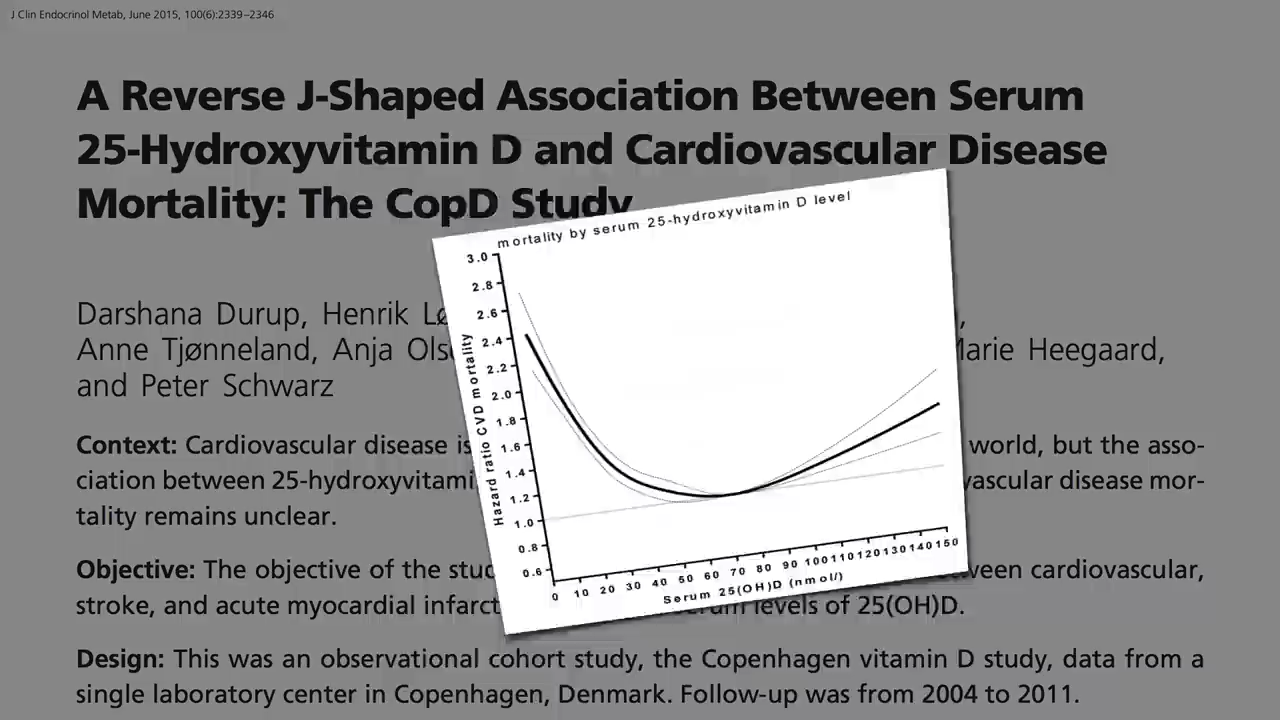 J Clin Endocrinol Metab, June 2015, 100(6):2339–2346
A Reverse J-Shaped Association Between Serum
25-Hydroxyvitamin D and Cardiovascular Disease
Mortality: The CopD Study
Darshana Durup, Henrik
Anne Tjønneland, Anja Marie Heegaard,
and Peter Schwarz
Context: Cardiovascular disease is world, but the asso-
ciation between 25-hydroxyvitami vascular disease mor-
tality remains unclear.
Objective: The objective of the stud ween cardiovascular,
stroke, and acute myocardial infarct serum levels of 25(OH)D.
Design: This was an observational cohort study, the Copenhagen vitamin D study, data from a
single laboratory center in Copenhagen, Denmark. Follow-up was from 2004 to 2011.
mortality by serum 25-hydroxyvitamin D level
Hazard ratio CVD mortality
3.0
2.8
2.6
2.4
2.2
2.0
1.8
1.6
1.4
1.2
1.0
0.8
0.6
0 10 20 30 40 50 60 70 80 90 100 110 120 130 140 150
Serum 25(OH)D (nmol/)